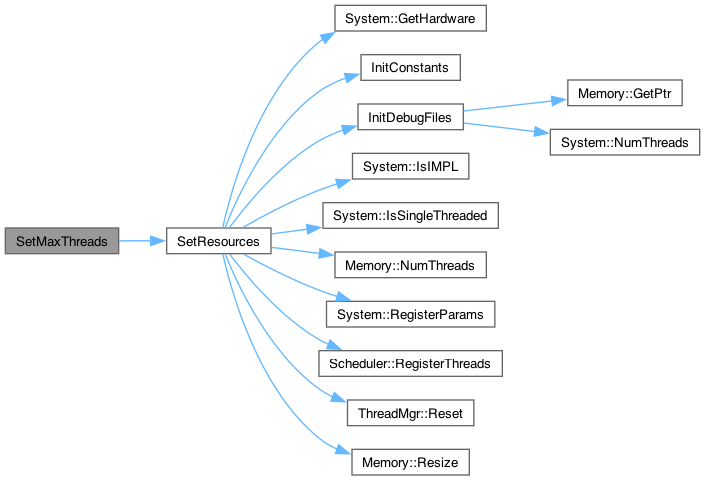 System::GetHardware
InitConstants
Memory::GetPtr
InitDebugFiles
System::NumThreads
System::IsIMPL
System::IsSingleThreaded
SetMaxThreads
SetResources
Memory::NumThreads
System::RegisterParams
Scheduler::RegisterThreads
ThreadMgr::Reset
Memory::Resize